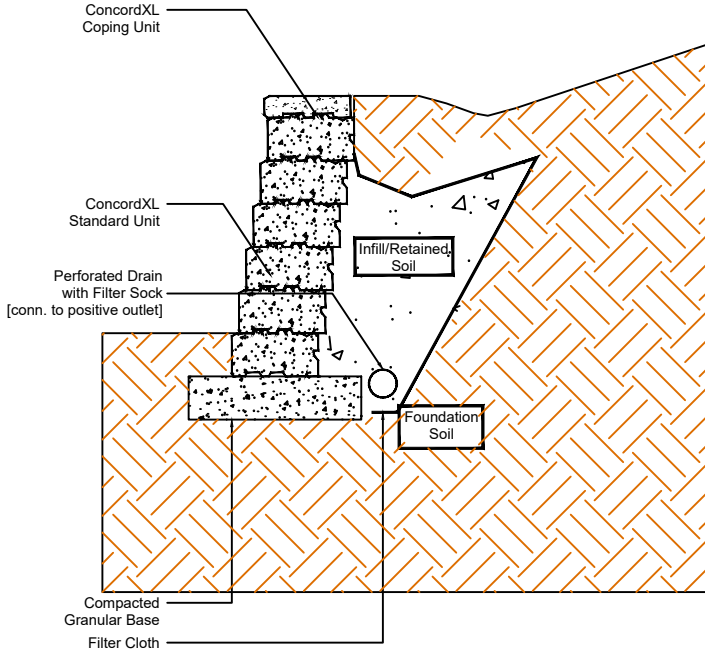 ConcordXL
Coping Unit
ConcordXL
Standard Unit
Infill/Retained
Soil
Perforated Drain
with Filter Sock
[conn. to positive outlet]
Foundation
Soil
Compacted
Granular Base
Filter Cloth